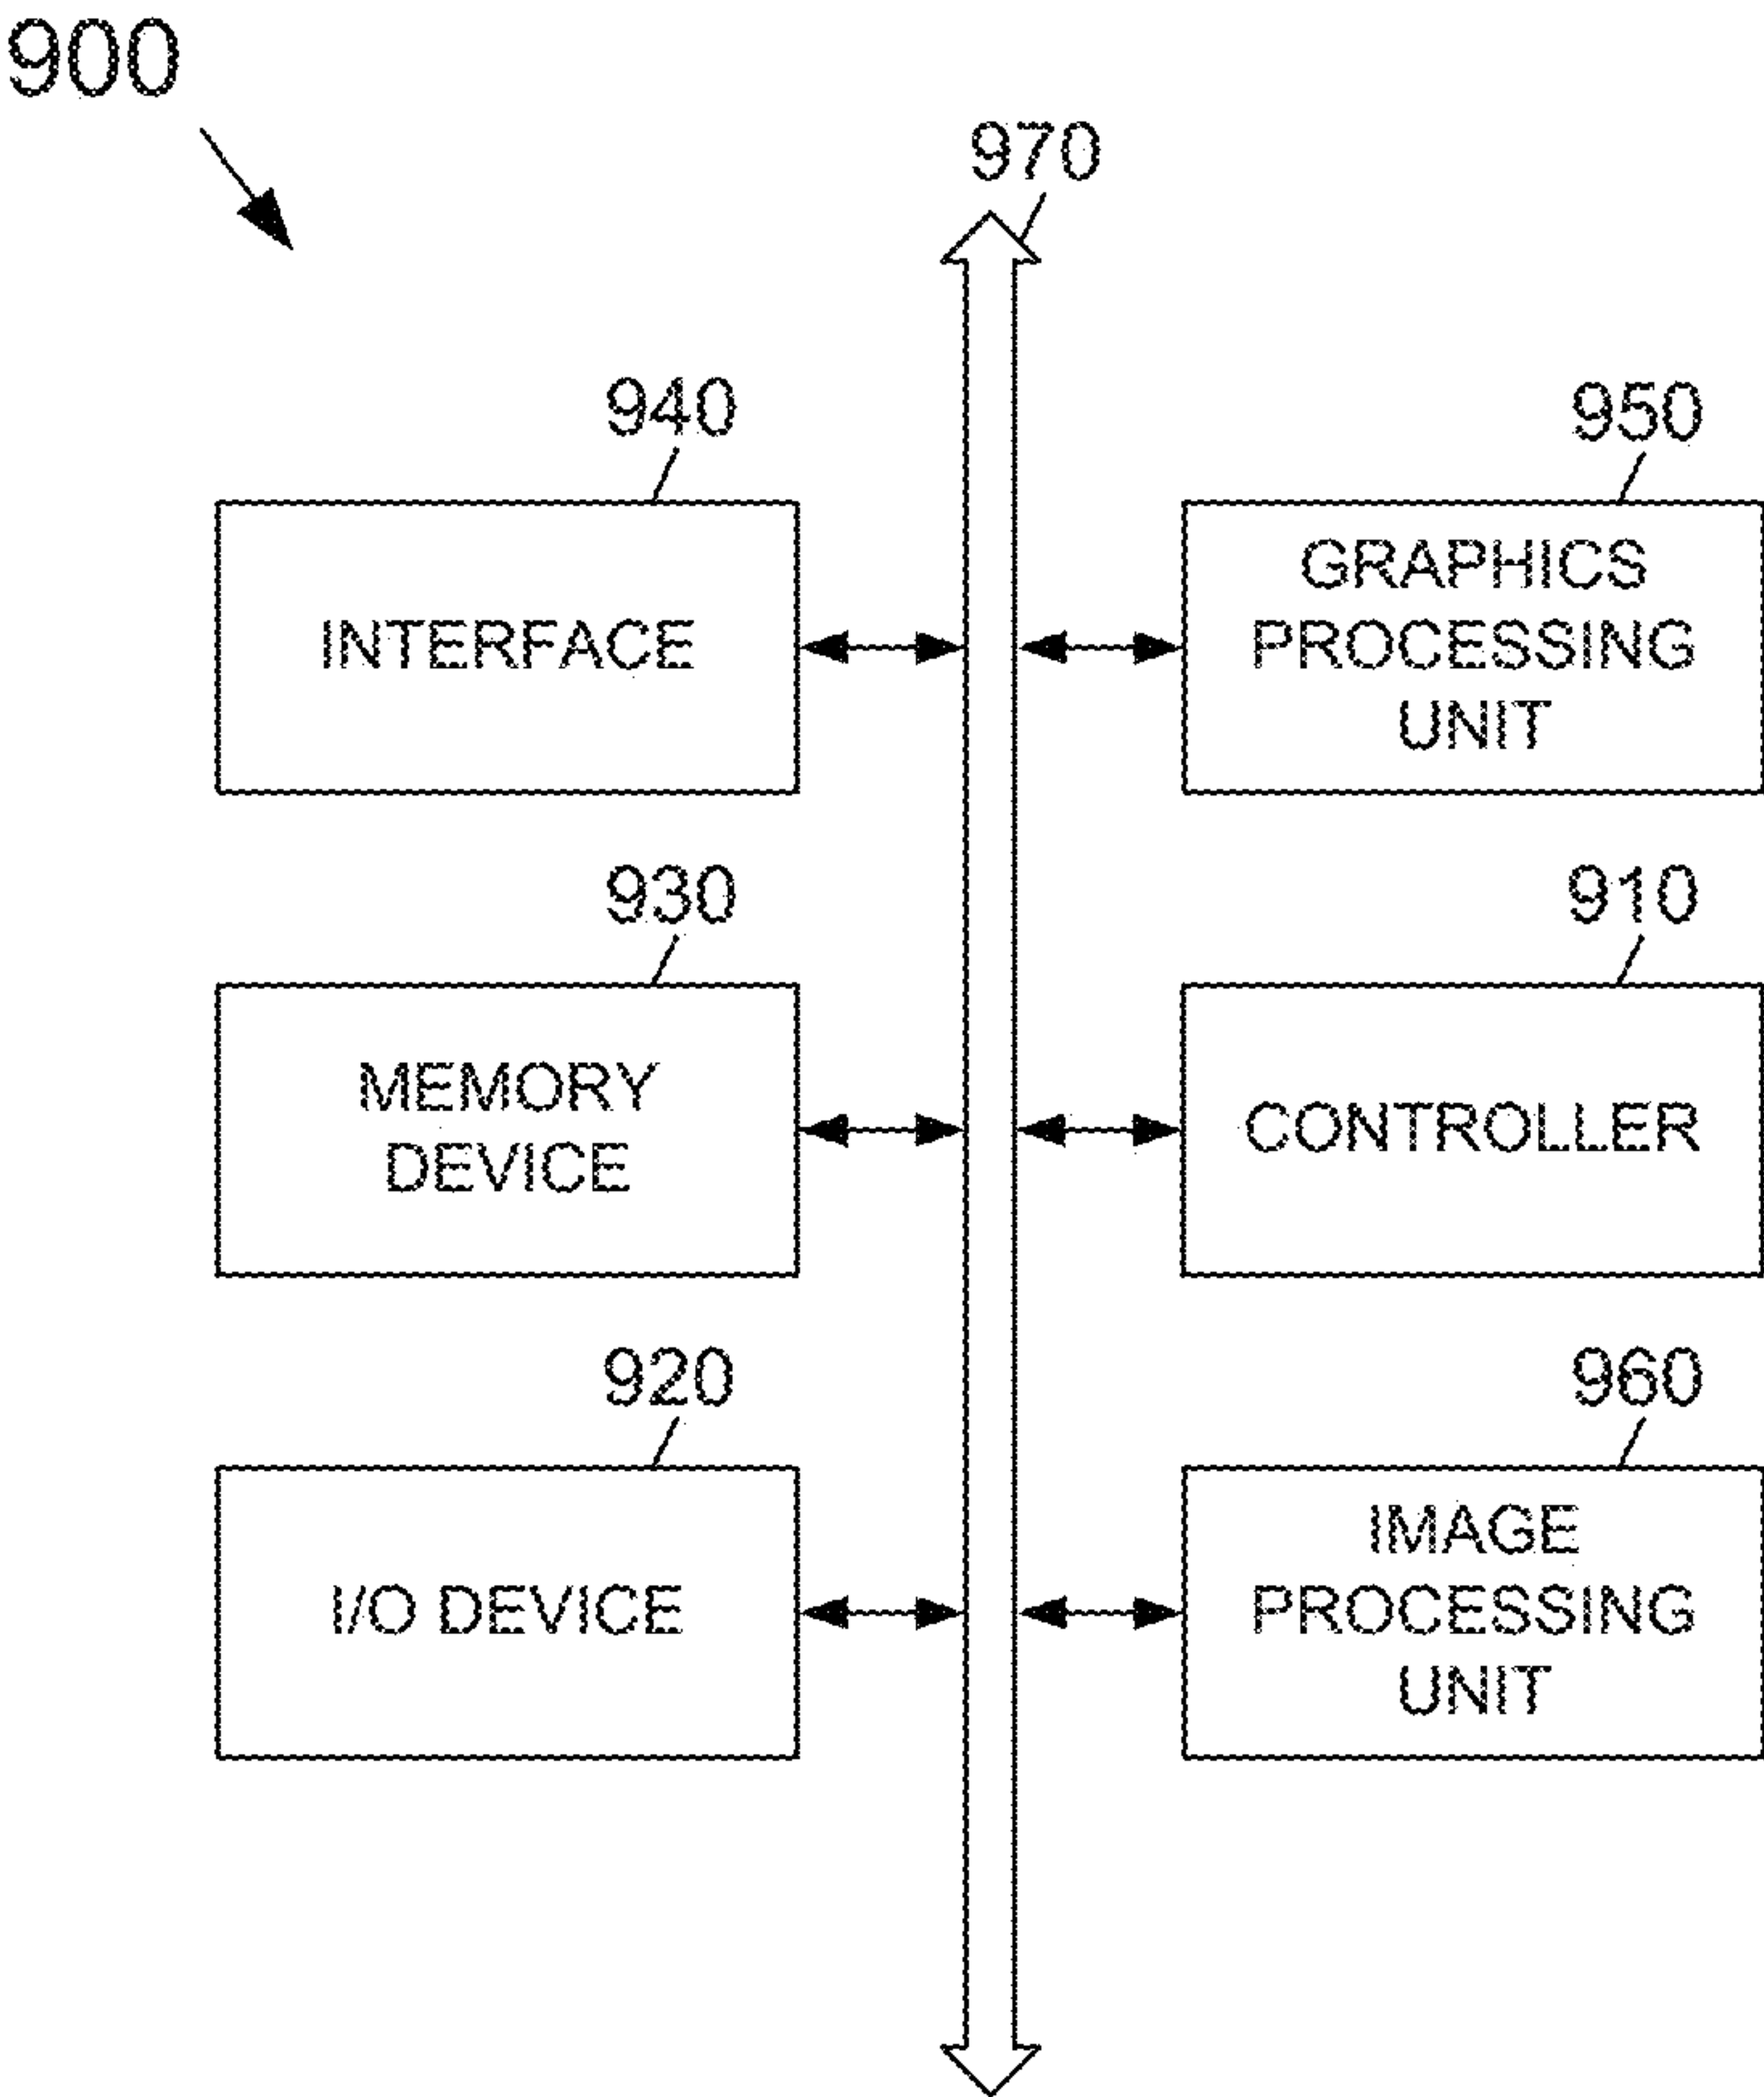 900
970
940
950
INTERFACE
GRAPHICS
PROCESSING
UNIT
930
910
MEMORY
DEVICE
CONTROLLER
920
960
I/O DEVICE
IMAGE
PROCESSING
UNIT